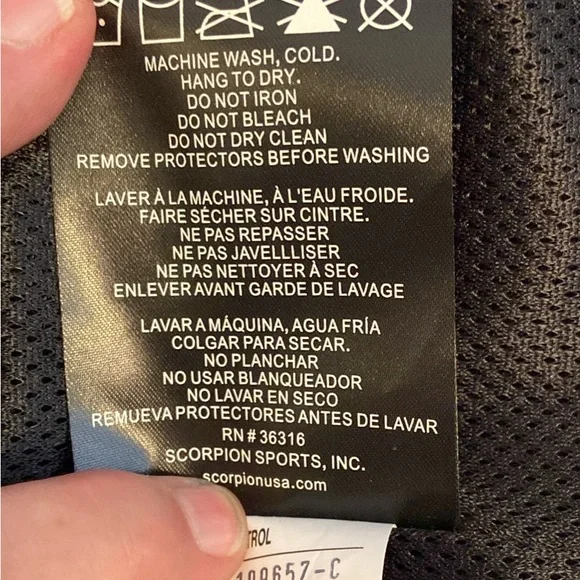 MACHINE WASH, COLD.
HANG TO DRY.
DO NOT IRON
DO NOT BLEACH
DO NOT DRY CLEAN
REMOVE PROTECTORS BEFORE WASHING
LAVER À LA MACHINE, À L'EAU FROIDE.
FAIRE SÉCHER SUR CINTRE.
NE PAS REPASSER
NE PAS JAVELLLISER
NE PAS NETTOYER À SEC
ENLEVER AVANT GARDE DE LAVAGE
LAVAR A MÁQUINA, AGUA FRÍA
COLGAR PARA SECAR.
NO PLANCHAR
NO USAR BLANQUEADOR
NO LAVAR EN SECO
REMUEVA PROTECTORES ANTES DE LAVAR
RN # 36316
SCORPION SPORTS, INC.
scorpionusa.com
TROL